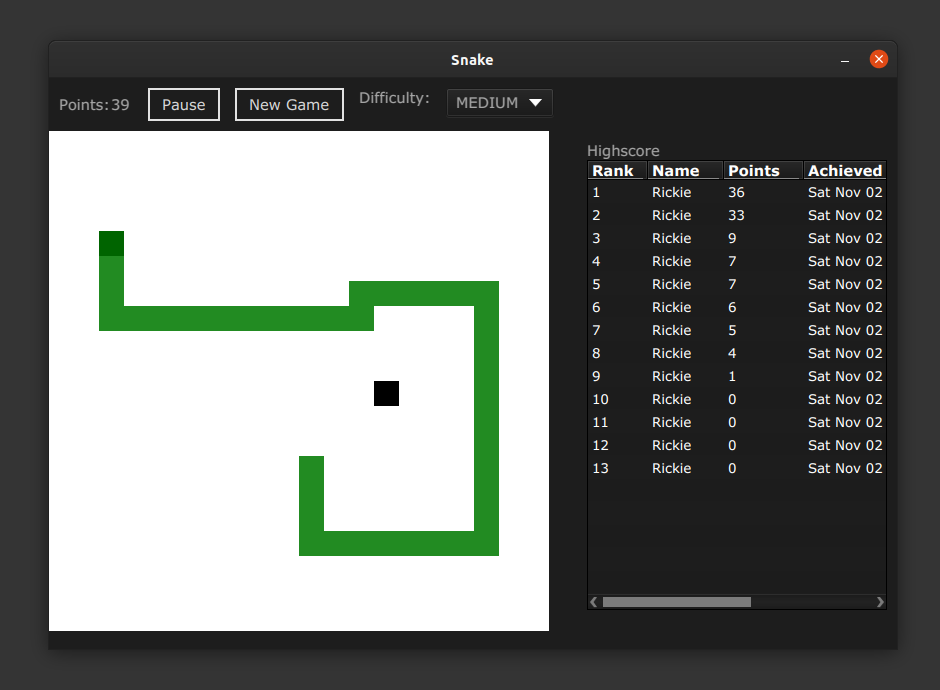 Snake
Points: 39 Pause New Game Difficulty: MEDIUM
Highscore
Rank Name Points Achieved
1 Rickie 36 Sat Nov 02
2 Rickie 33 Sat Nov 02
3 Rickie 9 Sat Nov 02
4 Rickie 7 Sat Nov 02
5 Rickie 7 Sat Nov 02
6 Rickie 6 Sat Nov 02
7 Rickie 5 Sat Nov 02
8 Rickie 4 Sat Nov 02
9 Rickie 1 Sat Nov 02
10 Rickie 0 Sat Nov 02
11 Rickie 0 Sat Nov 02
12 Rickie 0 Sat Nov 02
13 Rickie 0 Sat Nov 02